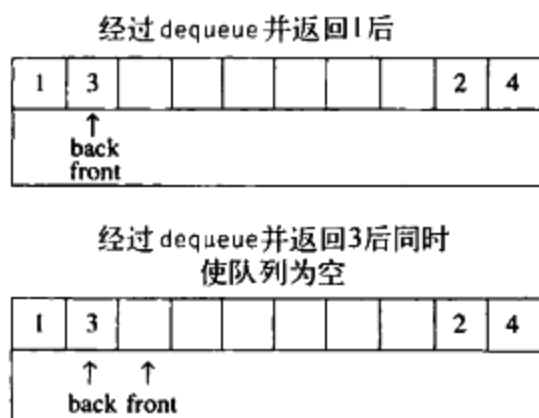 经过dequeue并返回1后
1 3 2 4
back
front
经过dequeue并返回3后同时
使队列为空
1 3 2 4
back front